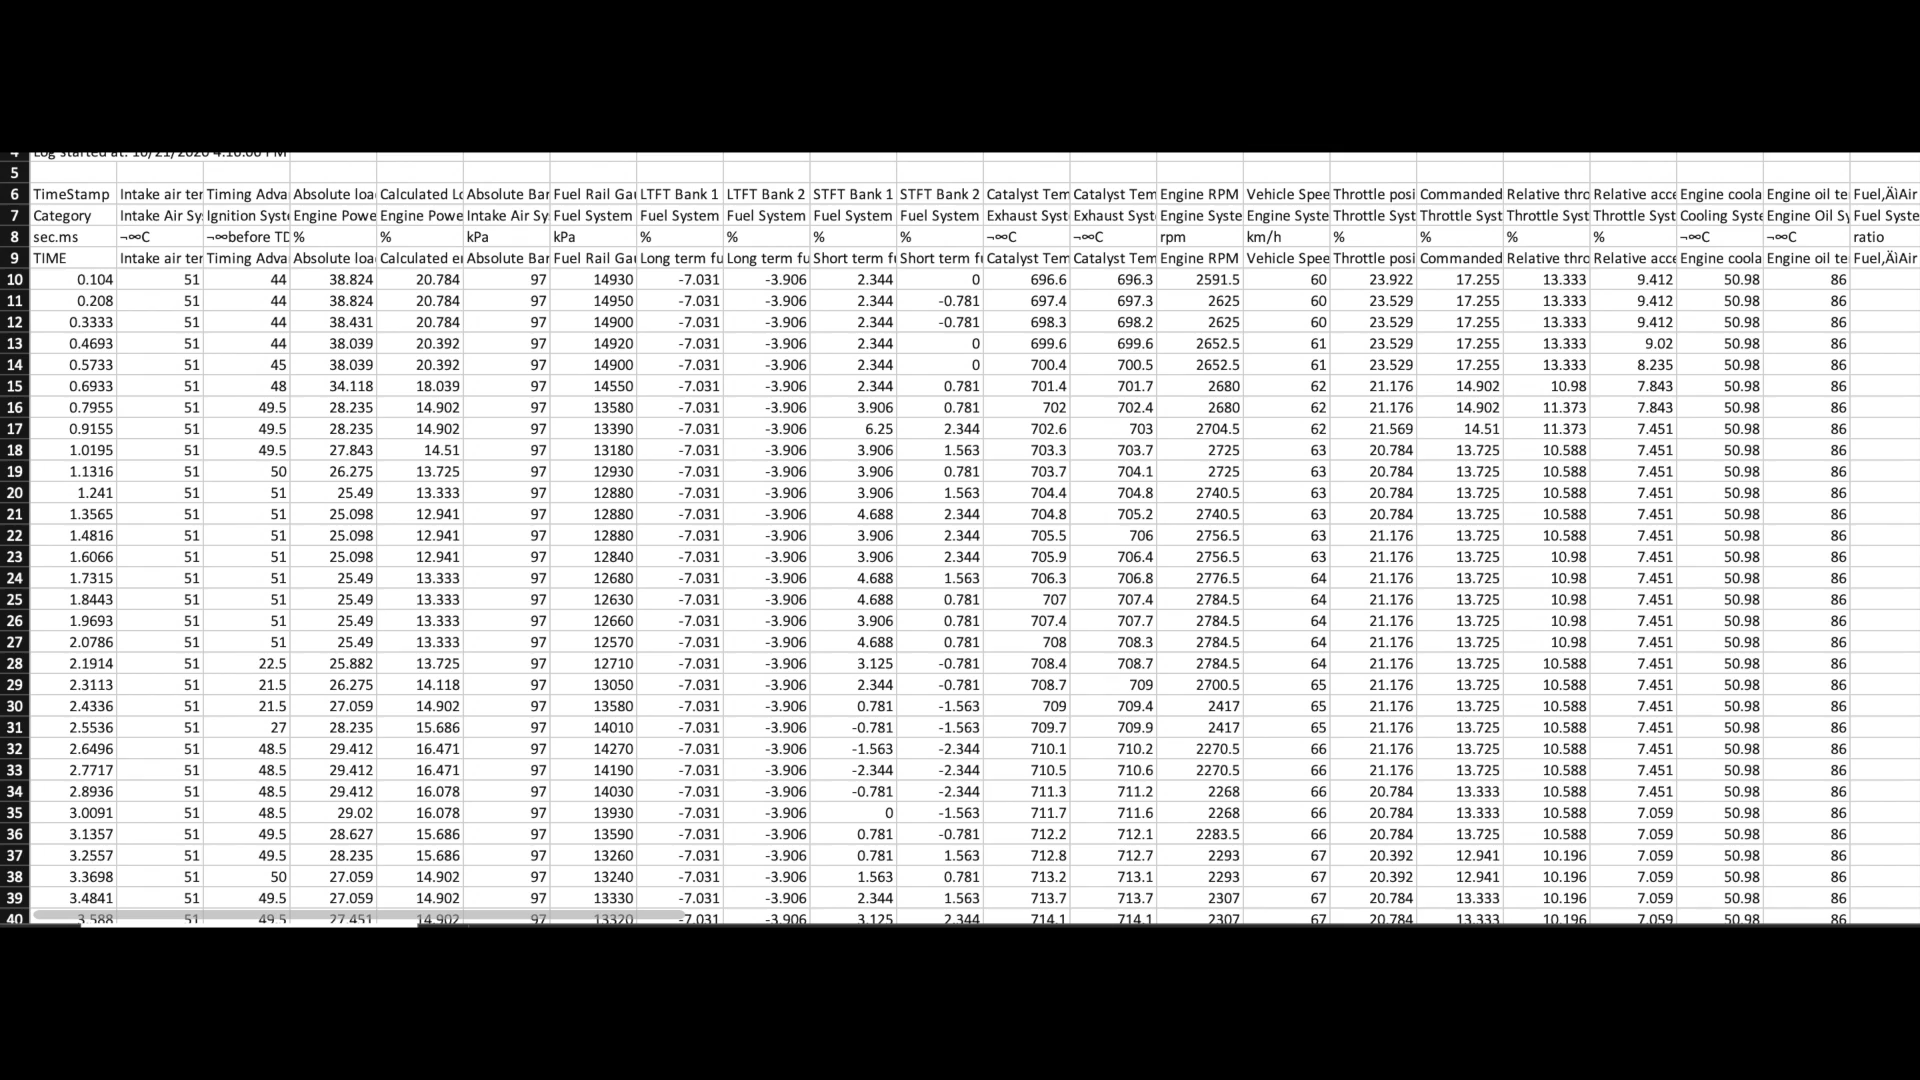 4 Log started at: 10/21/2020 4:10:00 PM
5
6 TimeStamp Intake air ter Timing Adva Absolute loa Calculated Lo Absolute Bar Fuel Rail Gau LTFT Bank 1 LTFT Bank 2 STFT Bank 1 STFT Bank 2 Catalyst Tem Catalyst Tem Engine RPM Vehicle Spee Throttle posi Commanded Relative thro Relative acce Engine coola Engine oil te Fuel‚ÄìAir
7 Category Intake Air Sy Ignition Syst Engine Powe Engine Powe Intake Air Sy Fuel System Fuel System Fuel System Fuel System Fuel System Exhaust Syst Exhaust Syst Engine Syste Engine Syste Throttle Syst Throttle Syst Throttle Syst Throttle Syst Cooling Syste Engine Oil Sy Fuel Syste
8 sec.ms ¬∞C ¬∞before TD % % kPa kPa % % % % ¬∞C ¬∞C rpm km/h % % % % ¬∞C ¬∞C ratio
9 TIME Intake air ter Timing Adva Absolute loa Calculated e Absolute Bar Fuel Rail Gau Long term fu Long term fu Short term f Short term f Catalyst Tem Catalyst Tem Engine RPM Vehicle Spee Throttle posi Commanded Relative thro Relative acce Engine coola Engine oil te Fuel‚ÄìAir
10 0.104 51 44 38.824 20.784 97 14930 -7.031 -3.906 2.344 0 696.6 696.3 2591.5 60 23.922 17.255 13.333 9.412 50.98 86
11 0.208 51 44 38.824 20.784 97 14950 -7.031 -3.906 2.344 -0.781 697.4 697.3 2625 60 23.529 17.255 13.333 9.412 50.98 86
12 0.3333 51 44 38.431 20.784 97 14900 -7.031 -3.906 2.344 -0.781 698.3 698.2 2625 60 23.529 17.255 13.333 9.412 50.98 86
13 0.4693 51 44 38.039 20.392 97 14920 -7.031 -3.906 2.344 0 699.6 699.6 2652.5 61 23.529 17.255 13.333 9.02 50.98 86
14 0.5733 51 45 38.039 20.392 97 14900 -7.031 -3.906 2.344 0 700.4 700.5 2652.5 61 23.529 17.255 13.333 8.235 50.98 86
15 0.6933 51 48 34.118 18.039 97 14550 -7.031 -3.906 2.344 0.781 701.4 701.7 2680 62 21.176 14.902 10.98 7.843 50.98 86
16 0.7955 51 49.5 28.235 14.902 97 13580 -7.031 -3.906 3.906 0.781 702 702.4 2680 62 21.176 14.902 11.373 7.843 50.98 86
17 0.9155 51 49.5 28.235 14.902 97 13390 -7.031 -3.906 6.25 2.344 702.6 703 2704.5 62 21.569 14.51 11.373 7.451 50.98 86
18 1.0195 51 49.5 27.843 14.51 97 13180 -7.031 -3.906 3.906 1.563 703.3 703.7 2725 63 20.784 13.725 10.588 7.451 50.98 86
19 1.1316 51 50 26.275 13.725 97 12930 -7.031 -3.906 3.906 0.781 703.7 704.1 2725 63 20.784 13.725 10.588 7.451 50.98 86
20 1.241 51 51 25.49 13.333 97 12880 -7.031 -3.906 3.906 1.563 704.4 704.8 2740.5 63 20.784 13.725 10.588 7.451 50.98 86
21 1.3565 51 51 25.098 12.941 97 12880 -7.031 -3.906 4.688 2.344 704.8 705.2 2740.5 63 20.784 13.725 10.588 7.451 50.98 86
22 1.4816 51 51 25.098 12.941 97 12880 -7.031 -3.906 3.906 2.344 705.5 706 2756.5 63 21.176 13.725 10.588 7.451 50.98 86
23 1.6066 51 51 25.098 12.941 97 12840 -7.031 -3.906 3.906 2.344 705.9 706.4 2756.5 63 21.176 13.725 10.98 7.451 50.98 86
24 1.7315 51 51 25.49 13.333 97 12680 -7.031 -3.906 4.688 1.563 706.3 706.8 2776.5 64 21.176 13.725 10.98 7.451 50.98 86
25 1.8443 51 51 25.49 13.333 97 12630 -7.031 -3.906 4.688 0.781 707 707.4 2784.5 64 21.176 13.725 10.98 7.451 50.98 86
26 1.9693 51 51 25.49 13.333 97 12660 -7.031 -3.906 3.906 0.781 707.4 707.7 2784.5 64 21.176 13.725 10.98 7.451 50.98 86
27 2.0786 51 51 25.49 13.333 97 12570 -7.031 -3.906 4.688 0.781 708 708.3 2784.5 64 21.176 13.725 10.98 7.451 50.98 86
28 2.1914 51 22.5 25.882 13.725 97 12710 -7.031 -3.906 3.125 -0.781 708.4 708.7 2784.5 64 21.176 13.725 10.588 7.451 50.98 86
29 2.3113 51 21.5 26.275 14.118 97 13050 -7.031 -3.906 2.344 -0.781 708.7 709 2700.5 65 21.176 13.725 10.588 7.451 50.98 86
30 2.4336 51 21.5 27.059 14.902 97 13580 -7.031 -3.906 0.781 -1.563 709 709.4 2417 65 21.176 13.725 10.588 7.451 50.98 86
31 2.5536 51 27 28.235 15.686 97 14010 -7.031 -3.906 -0.781 -1.563 709.7 709.9 2417 65 21.176 13.725 10.588 7.451 50.98 86
32 2.6496 51 48.5 29.412 16.471 97 14270 -7.031 -3.906 -1.563 -2.344 710.1 710.2 2270.5 66 21.176 13.725 10.588 7.451 50.98 86
33 2.7717 51 48.5 29.412 16.471 97 14190 -7.031 -3.906 -2.344 -2.344 710.5 710.6 2270.5 66 21.176 13.725 10.588 7.451 50.98 86
34 2.8936 51 48.5 29.412 16.078 97 14030 -7.031 -3.906 -0.781 -2.344 711.3 711.2 2268 66 20.784 13.333 10.588 7.451 50.98 86
35 3.0091 51 48.5 29.02 16.078 97 13930 -7.031 -3.906 0 -1.563 711.7 711.6 2268 66 20.784 13.333 10.588 7.059 50.98 86
36 3.1357 51 49.5 28.627 15.686 97 13590 -7.031 -3.906 0.781 -0.781 712.2 712.1 2283.5 66 20.784 13.725 10.588 7.059 50.98 86
37 3.2557 51 49.5 28.235 15.686 97 13260 -7.031 -3.906 0.781 1.563 712.8 712.7 2293 67 20.392 12.941 10.196 7.059 50.98 86
38 3.3698 51 50 27.059 14.902 97 13240 -7.031 -3.906 1.563 0.781 713.2 713.1 2293 67 20.392 12.941 10.196 7.059 50.98 86
39 3.4841 51 49.5 27.059 14.902 97 13330 -7.031 -3.906 2.344 1.563 713.7 713.7 2307 67 20.784 13.333 10.196 7.059 50.98 86
40 3.588 51 49.5 27.451 14.902 97 13320 -7.031 -3.906 3.125 2.344 714.1 714.1 2307 67 20.784 13.333 10.196 7.059 50.98 86